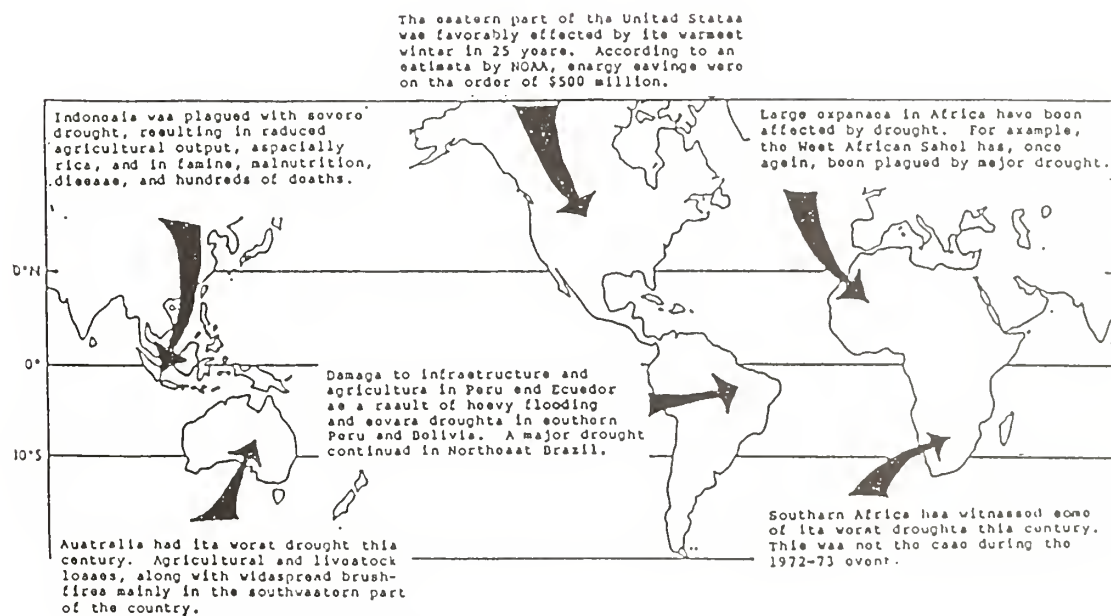 The eastern part of the United States
was favorably effected by its warmest
winter in 25 years. According to an
estimate by NOAA, energy savings were
on the order of $500 million.
Indonesia was plagued with severe
drought, resulting in reduced
agricultural output, especially
rice, and in famine, malnutrition,
disease, and hundreds of deaths.
Large expanses in Africa have been
affected by drought. For example,
the West African Sahel has, once
again, been plagued by major drought.
0°N
0°
10°S
Damage to infrastructure and
agriculture in Peru and Ecuador
as a result of heavy flooding
and severe droughts in southern
Peru and Bolivia. A major drought
continued in Northeast Brazil.
Australia had its worst drought this
century. Agricultural and livestock
losses, along with widespread brush-
fires mainly in the southwestern part
of the country.
Southern Africa has witnessed some
of its worst droughts this century.
This was not the case during the
1972-73 event.